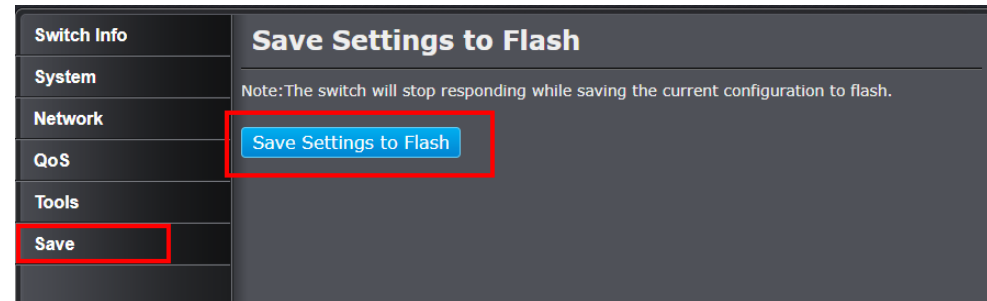 Switch Info
System
Network
QoS
Tools
Save
Save Settings to Flash
Note:The switch will stop responding while saving the current configuration to flash.
Save Settings to Flash